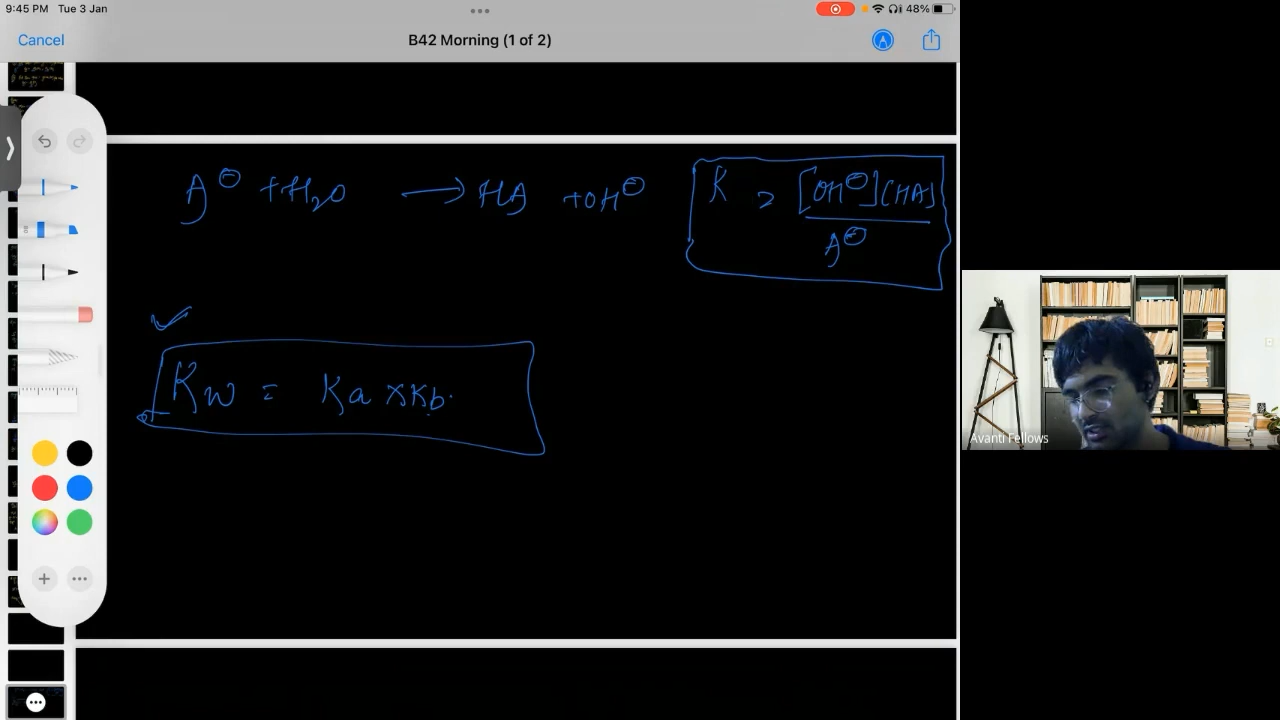 9:45 PM Tue 3 Jan
48%
Cancel
B42 Morning (1 of 2)
A⊖ + H₂O ⟶ HA + OH⊖
K = [OH⊖][HA]
A⊖
Kw = Ka × Kb.
Avanti Fellows